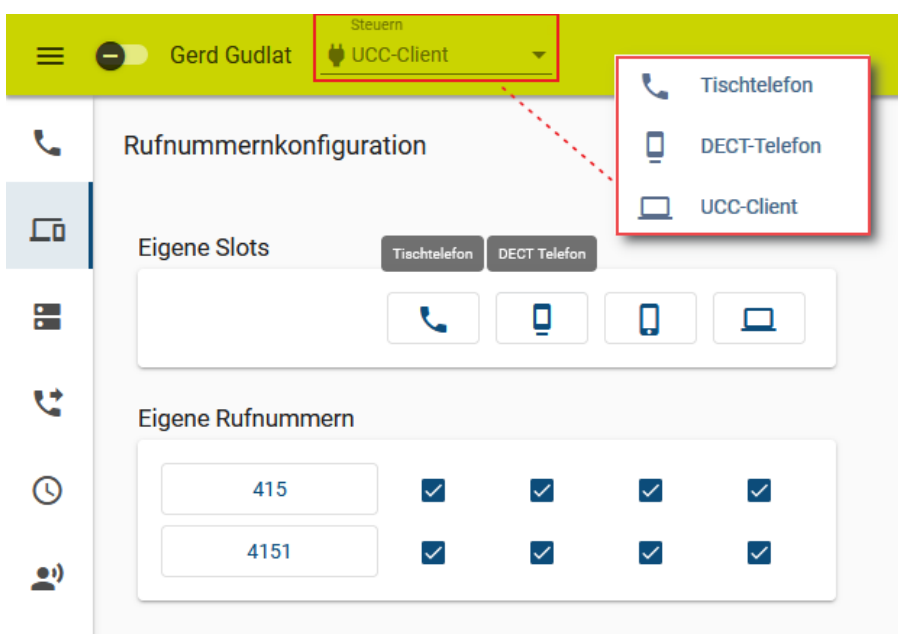 Steuern
Gerd Gudlat
UCC-Client
Tischtelefon
DECT-Telefon
UCC-Client
Rufnummernkonfiguration
Eigene Slots
Tischtelefon
DECT Telefon
Eigene Rufnummern
415
4151